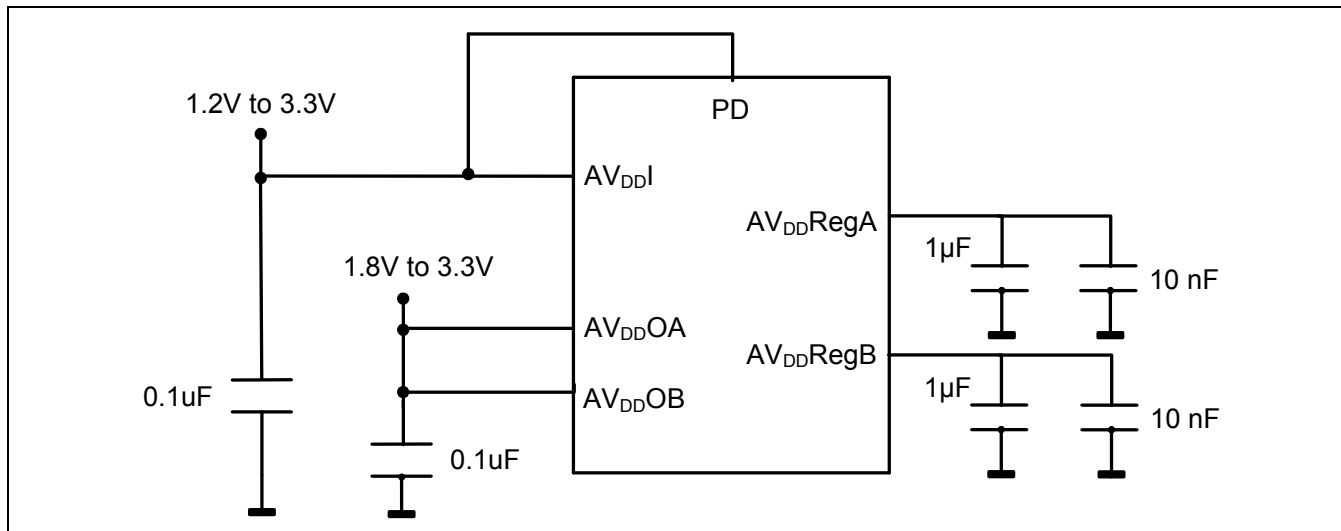 1.2V to 3.3V
PD
AVDDI
AVDDRegA
1µF
10 nF
1.8V to 3.3V
AVDDOA
AVDDRegB
1µF
10 nF
0.1uF
AVDDOB
0.1uF